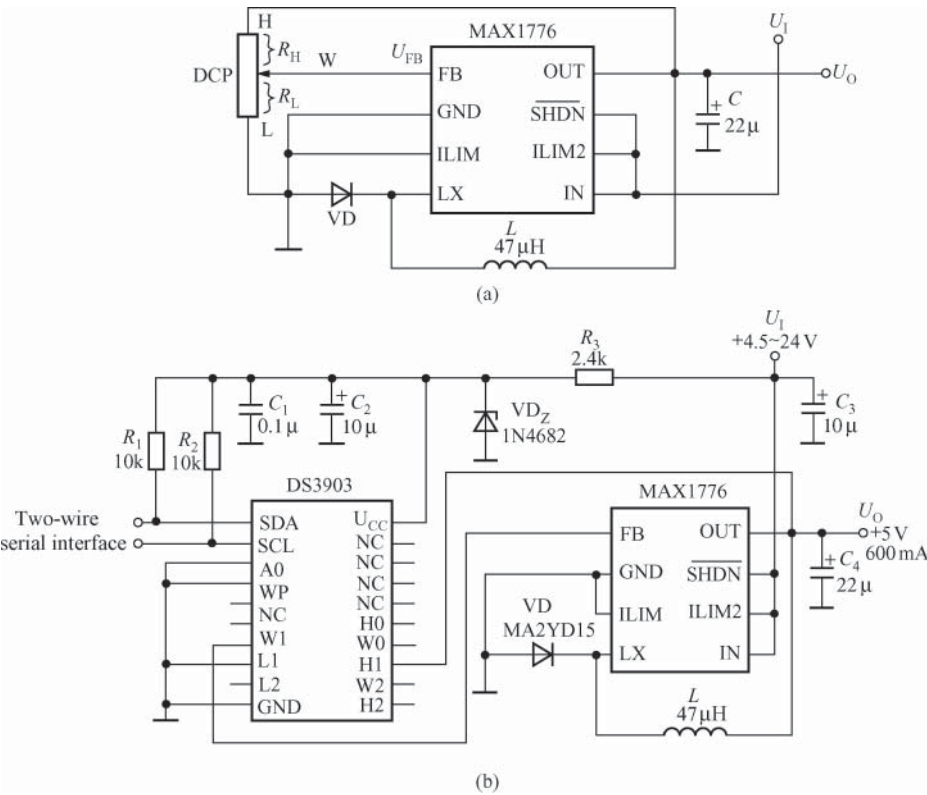 H
R_H
W
DCP
R_L
L
U_FB
MAX1776
FB
OUT
GND
SHDN
ILIM
ILIM2
LX
IN
VD
L
47μH
U_I
U_O
+
C
22μ
(a)
U_I
+4.5~24 V
R_3
2.4k
C_1
0.1μ
+
C_2
10μ
VD_Z
1N4682
+
C_3
10μ
R_1
10k
R_2
10k
DS3903
MAX1776
Two-wire
serial interface
SDA
SCL
A0
WP
NC
W1
L1
L2
GND
U_CC
NC
NC
NC
NC
H0
W0
H1
W2
H2
FB
OUT
GND
SHDN
ILIM
ILIM2
LX
IN
VD
MA2YD15
L
47μH
U_O
+5 V
600 mA
+
C_4
22μ
(b)